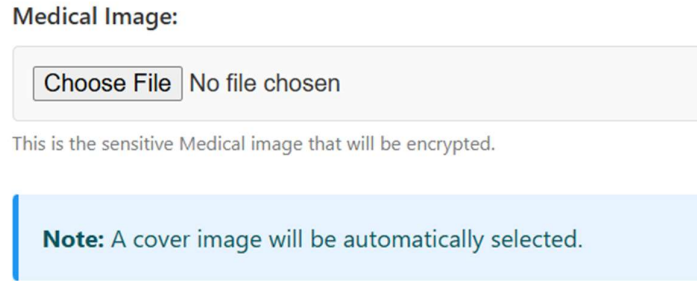 Medical Image:
Choose File No file chosen
This is the sensitive Medical image that will be encrypted.
Note: A cover image will be automatically selected.